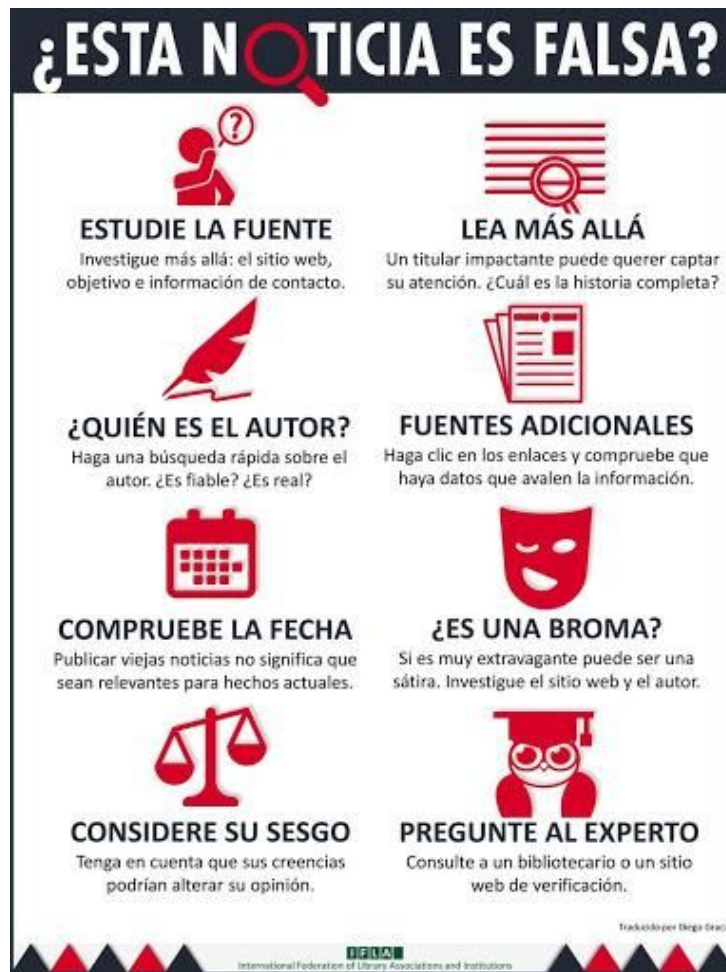 ¿ESTA NOTICIA ES FALSA?
?
ESTUDIE LA FUENTE
Investigue más allá: el sitio web,
objetivo e información de contacto.
LEA MÁS ALLÁ
Un titular impactante puede querer captar
su atención. ¿Cuál es la historia completa?
¿QUIÉN ES EL AUTOR?
Haga una búsqueda rápida sobre el
autor. ¿Es fiable? ¿Es real?
FUENTES ADICIONALES
Haga clic en los enlaces y compruebe que
haya datos que avalen la información.
COMPRUEBE LA FECHA
Publicar viejas noticias no significa que
sean relevantes para hechos actuales.
¿ES UNA BROMA?
Si es muy extravagante puede ser una
sátira. Investigue el sitio web y el autor.
CONSIDERE SU SESGO
Tenga en cuenta que sus creencias
podrían alterar su opinión.
PREGUNTE AL EXPERTO
Consulte a un bibliotecario o un sitio
web de verificación.
Traducido por Diego Grac
IFLA
International Federation of Library Associations and Institutions